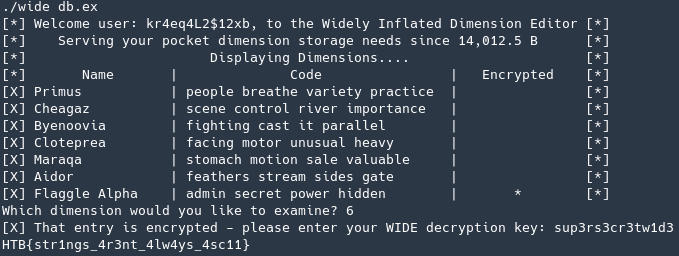 ./wide db.ex
[*] Welcome user: kr4eq4L2$12xb, to the Widely Inflated Dimension Editor [*]
[*]    Serving your pocket dimension storage needs since 14,012.5 B      [*]
[*]                       Displaying Dimensions....                       [*]
[*]       Name       |              Code                |   Encrypted    [*]
[X] Primus           | people breathe variety practice  |                [*]
[X] Cheagaz          | scene control river importance   |                [*]
[X] Byenoovia        | fighting cast it parallel        |                [*]
[X] Cloteprea        | facing motor unusual heavy       |                [*]
[X] Maraqa           | stomach motion sale valuable     |                [*]
[X] Aidor            | feathers stream sides gate       |                [*]
[X] Flaggle Alpha    | admin secret power hidden        |       *        [*]
Which dimension would you like to examine? 6
[X] That entry is encrypted - please enter your WIDE decryption key: sup3rs3cr3tw1d3
HTB{str1ngs_4r3nt_4lw4ys_4sc11}